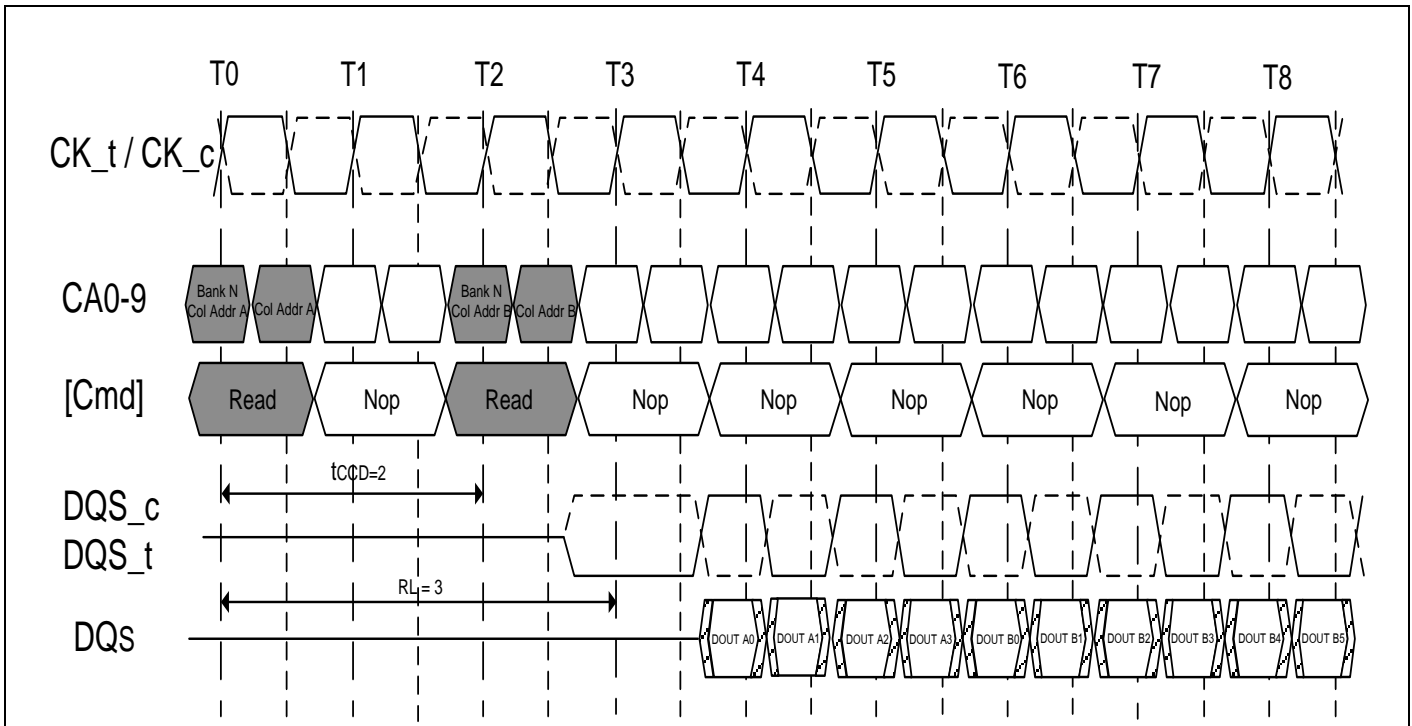 T0 T1 T2 T3 T4 T5 T6 T7 T8
CK_t / CK_c
CA0-9
Bank N
Col Addr A
Col Addr A
Bank N
Col Addr B
Col Addr B
[Cmd]
Read Nop Read Nop Nop Nop Nop Nop Nop
tCCD=2
DQS_c
DQS_t
RL = 3
DQs
DOUT A0 DOUT A1 DOUT A2 DOUT A3 DOUT B0 DOUT B1 DOUT B2 DOUT B3 DOUT B4 DOUT B5